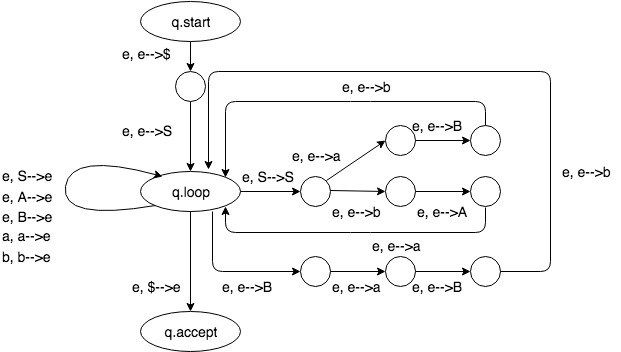 q.start
e, e-->$
e, e-->b
e, e-->B
e, e-->S
e, e-->a
e, e-->b
e, S-->e
e, S-->S
q.loop
e, A-->e
e, e-->b
e, e-->A
e, B-->e
a, a-->e
e, e-->a
b, b-->e
e, $-->e
e, e-->B
e, e-->a
e, e-->B
q.accept